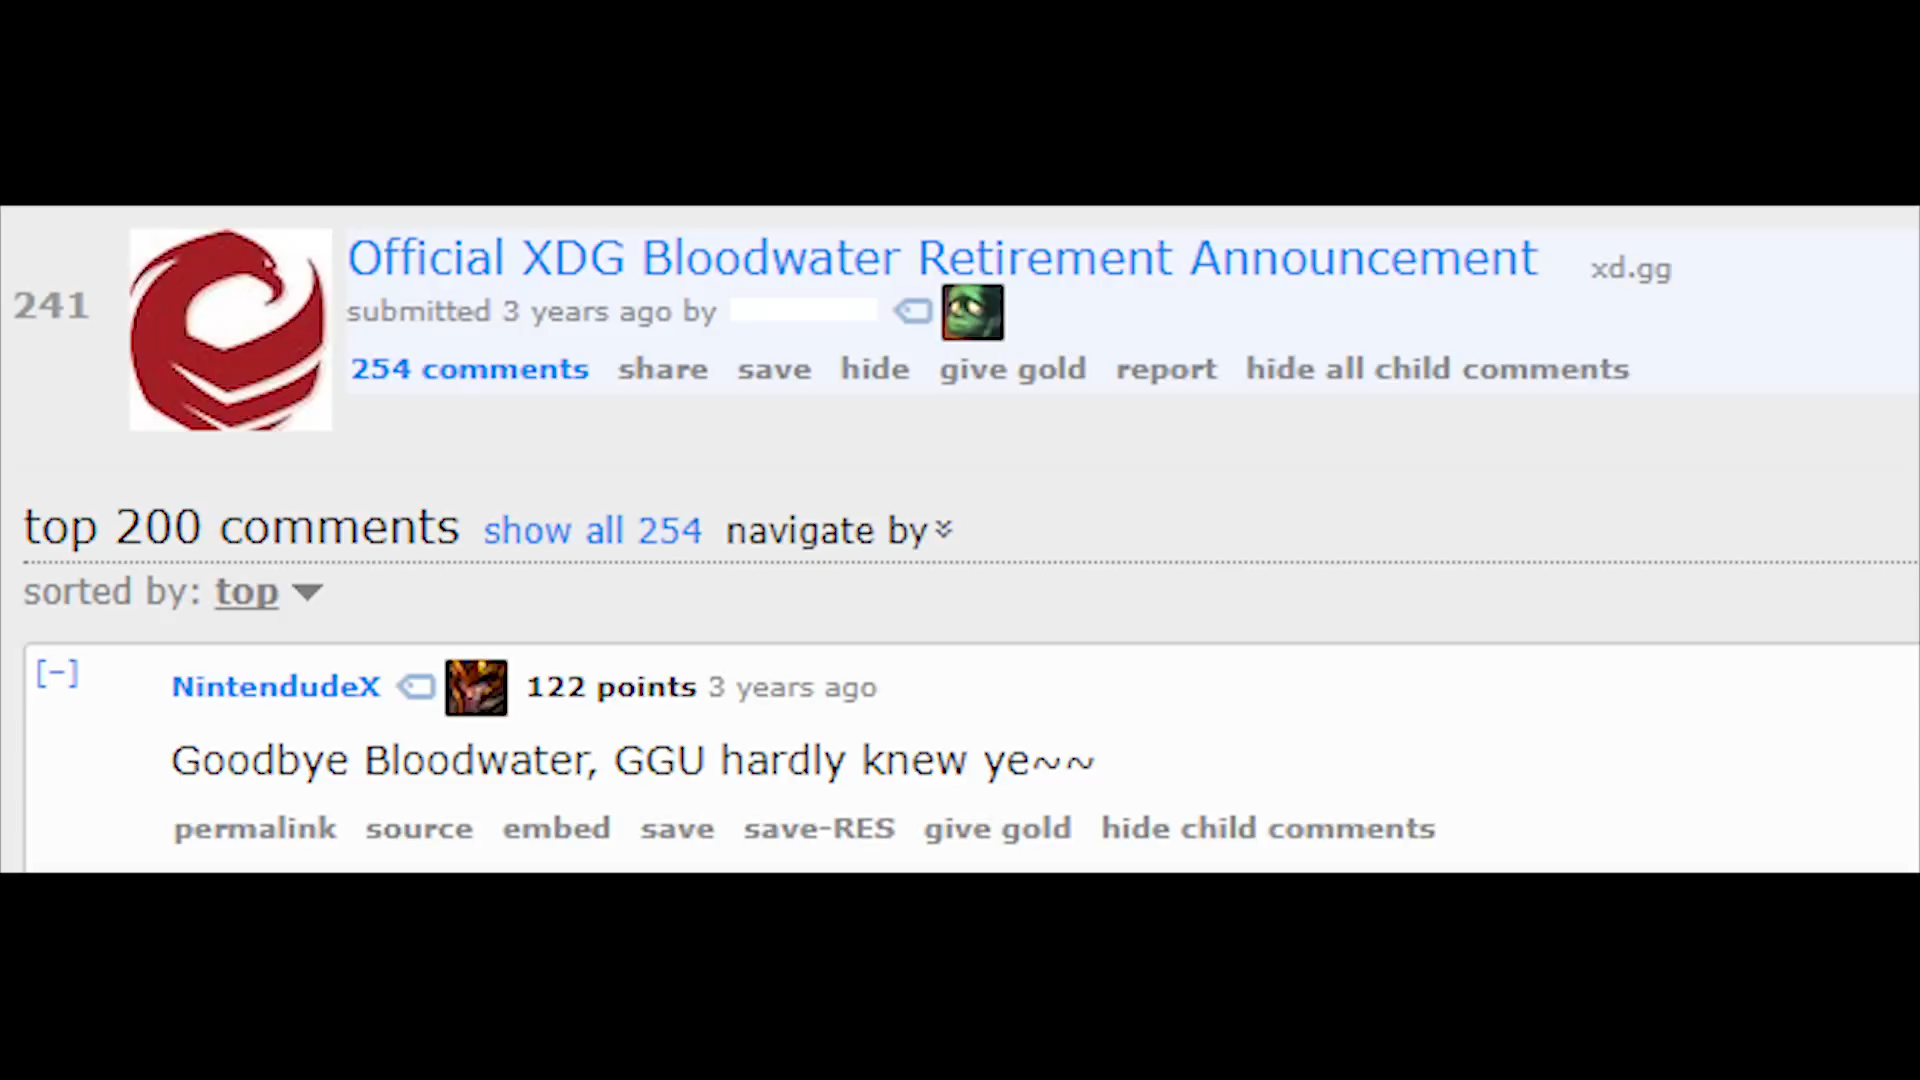 Official XDG Bloodwater Retirement Announcement xd.gg
241
submitted 3 years ago by
254 comments share save hide give gold report hide all child comments
top 200 comments show all 254 navigate by
sorted by: top
[-] NintendudeX 122 points 3 years ago
Goodbye Bloodwater, GGU hardly knew ye~~
permalink source embed save save-RES give gold hide child comments